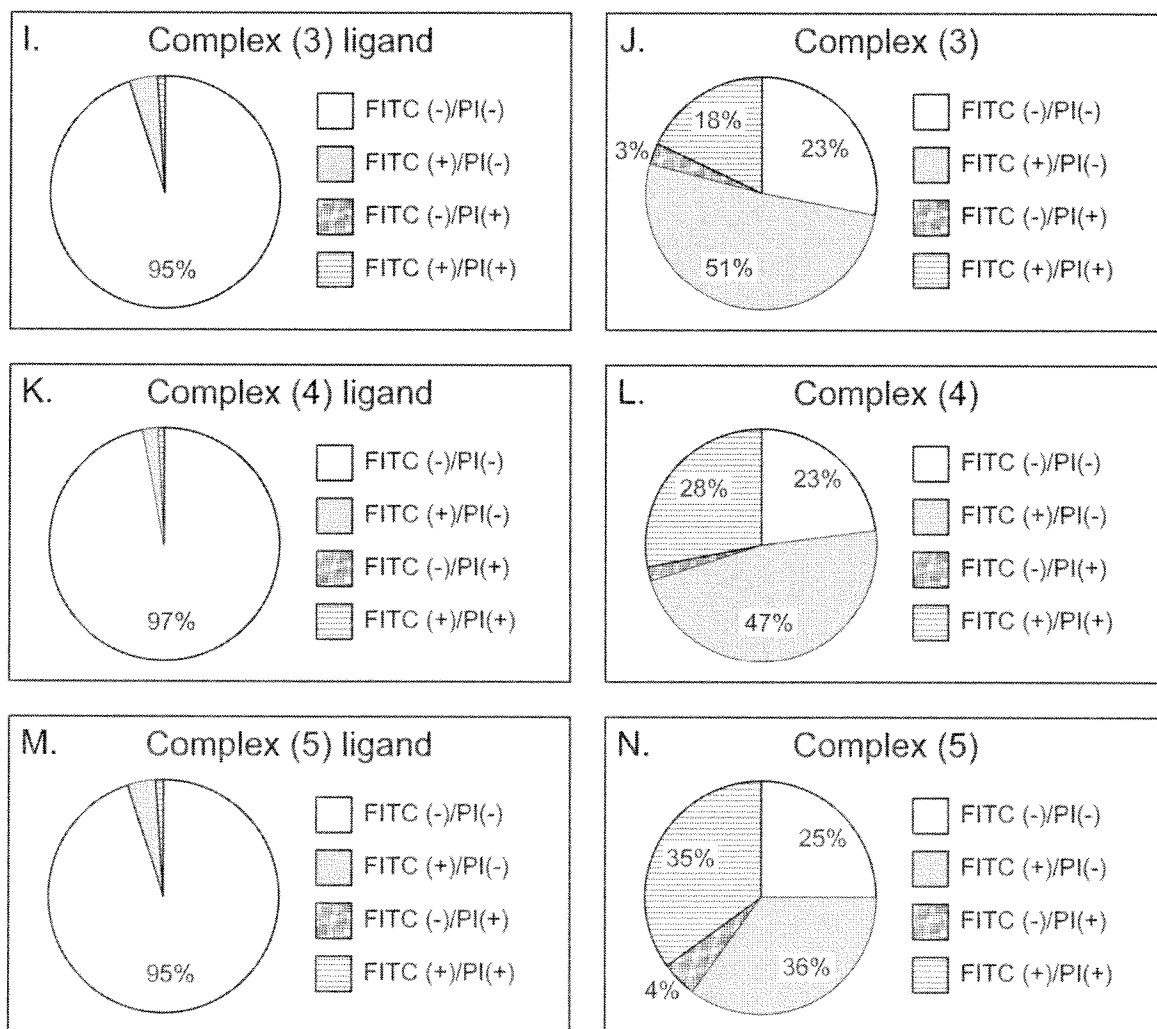 I. Complex (3) ligand
FITC (-)/PI(-)
FITC (+)/PI(-)
FITC (-)/PI(+)
FITC (+)/PI(+)
95%
J. Complex (3)
18%
23%
3%
51%
FITC (-)/PI(-)
FITC (+)/PI(-)
FITC (-)/PI(+)
FITC (+)/PI(+)
K. Complex (4) ligand
FITC (-)/PI(-)
FITC (+)/PI(-)
FITC (-)/PI(+)
FITC (+)/PI(+)
97%
L. Complex (4)
28%
23%
47%
FITC (-)/PI(-)
FITC (+)/PI(-)
FITC (-)/PI(+)
FITC (+)/PI(+)
M. Complex (5) ligand
FITC (-)/PI(-)
FITC (+)/PI(-)
FITC (-)/PI(+)
FITC (+)/PI(+)
95%
N. Complex (5)
25%
35%
36%
4%
FITC (-)/PI(-)
FITC (+)/PI(-)
FITC (-)/PI(+)
FITC (+)/PI(+)